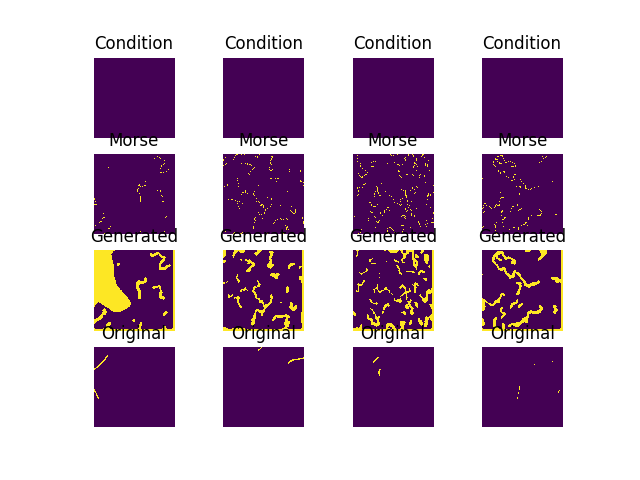 Condition Condition Condition Condition
Morse Morse Morse Morse
Generated Generated Generated Generated
Original Original Original Original